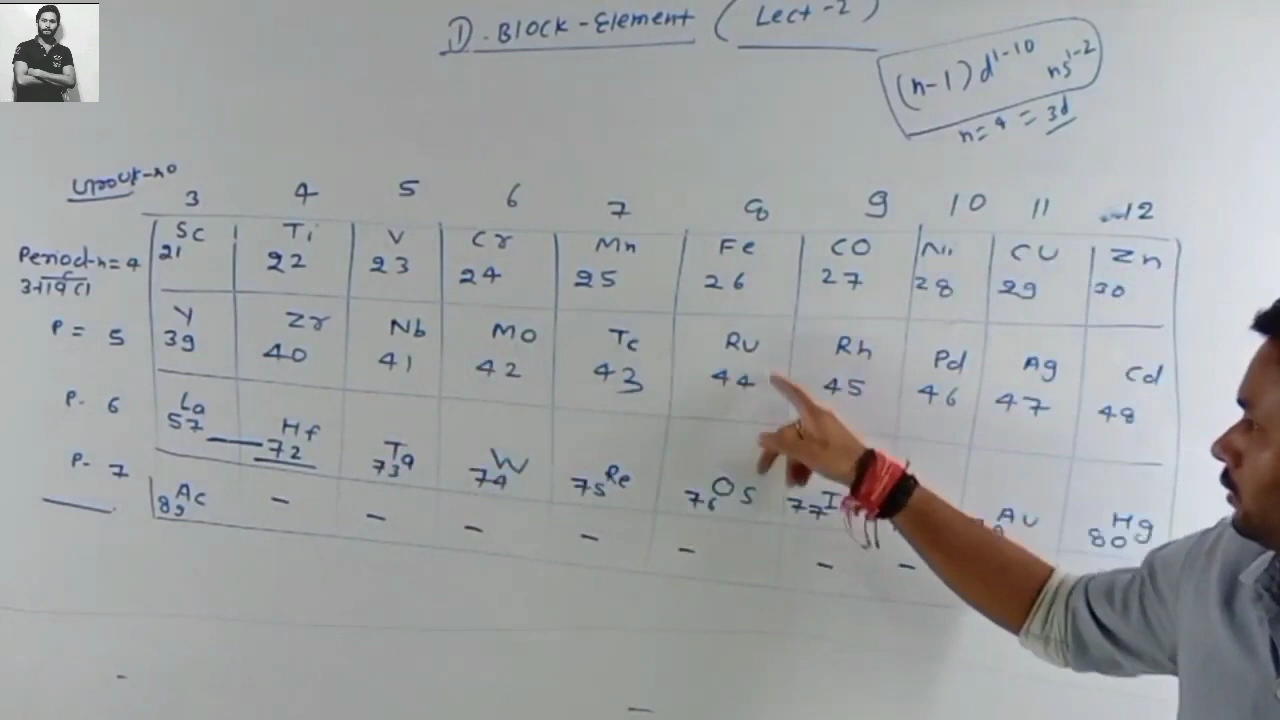 D. BLOCK-Element ( Lect-2 )
(n-1) d¹⁻¹⁰ ns¹⁻²
n=4 = 3d
Group-no 3 4 5 6 7 8 9 10 11 12
Sc Ti V Cr Mn Fe CO Ni CU Zn
Period-n=4 21 22 23 24 25 26 27 28 29 30
Y Zr Nb MO Tc RU Rh Pd Ag Cd
P= 5 39 40 41 42 43 44 45 46 47 48
P- 6 La Hf Ta W Re Os AU Hg
57 72 73 74 75 76 77 80
P- 7 Ac - - - - - - -
89